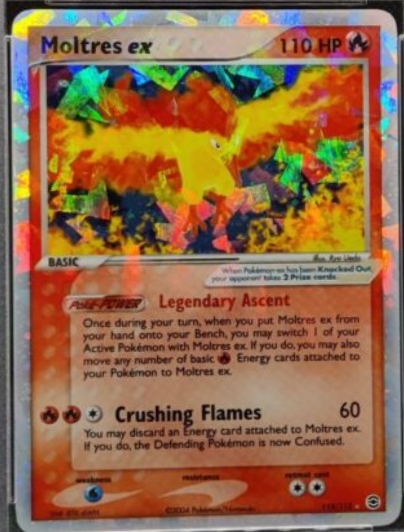 Moltres ex 110 HP
BASIC
illus. Ryo Ueda
When Pokémon-ex has been Knocked Out,
your opponent takes 2 Prize cards.
Poké-POWER Legendary Ascent
Once during your turn, when you put Moltres ex from
your hand onto your Bench, you may switch 1 of your
Active Pokémon with Moltres ex. If you do, you may also
move any number of basic Energy cards attached to
your Pokémon to Moltres ex.
Crushing Flames 60
You may discard an Energy card attached to Moltres ex.
If you do, the Defending Pokémon is now Confused.
weakness resistance retreat cost
©2004 Pokémon/Nintendo